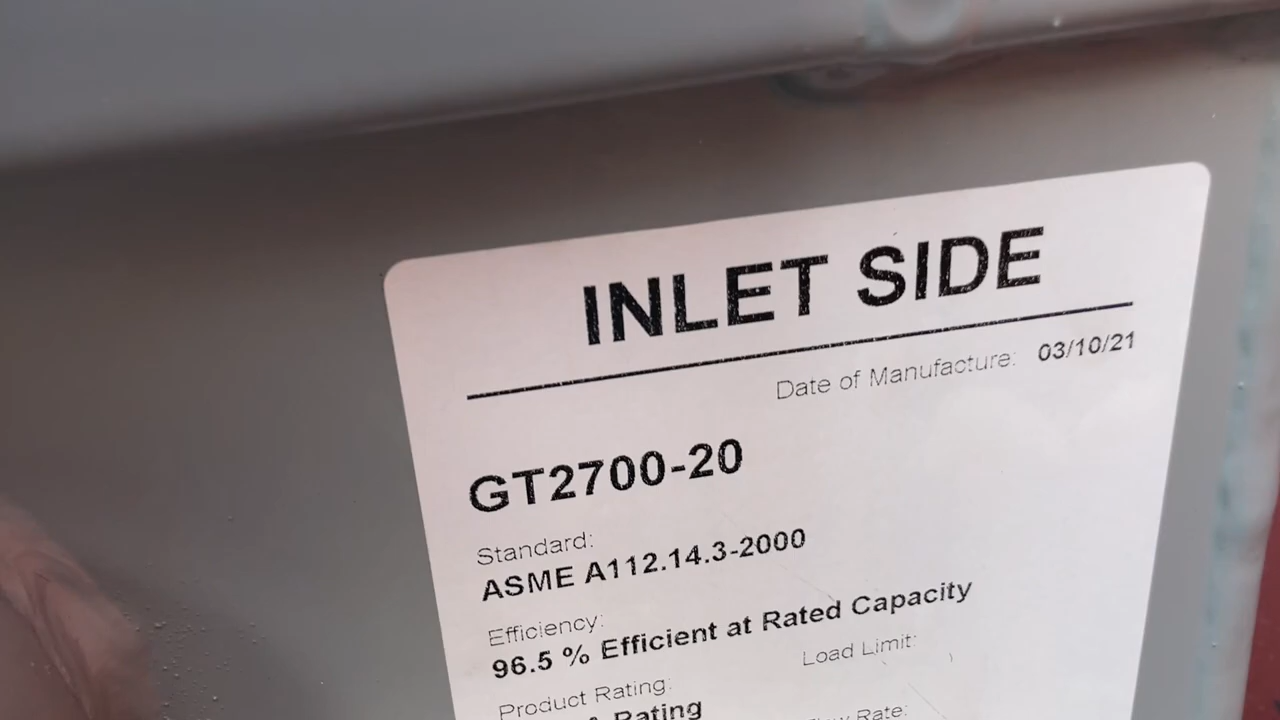 INLET SIDE
Date of Manufacture: 03/10/21
GT2700-20
Standard:
ASME A112.14.3-2000
Efficiency:
96.5 % Efficient at Rated Capacity
Load Limit:
Product Rating:
Rating
Rate: